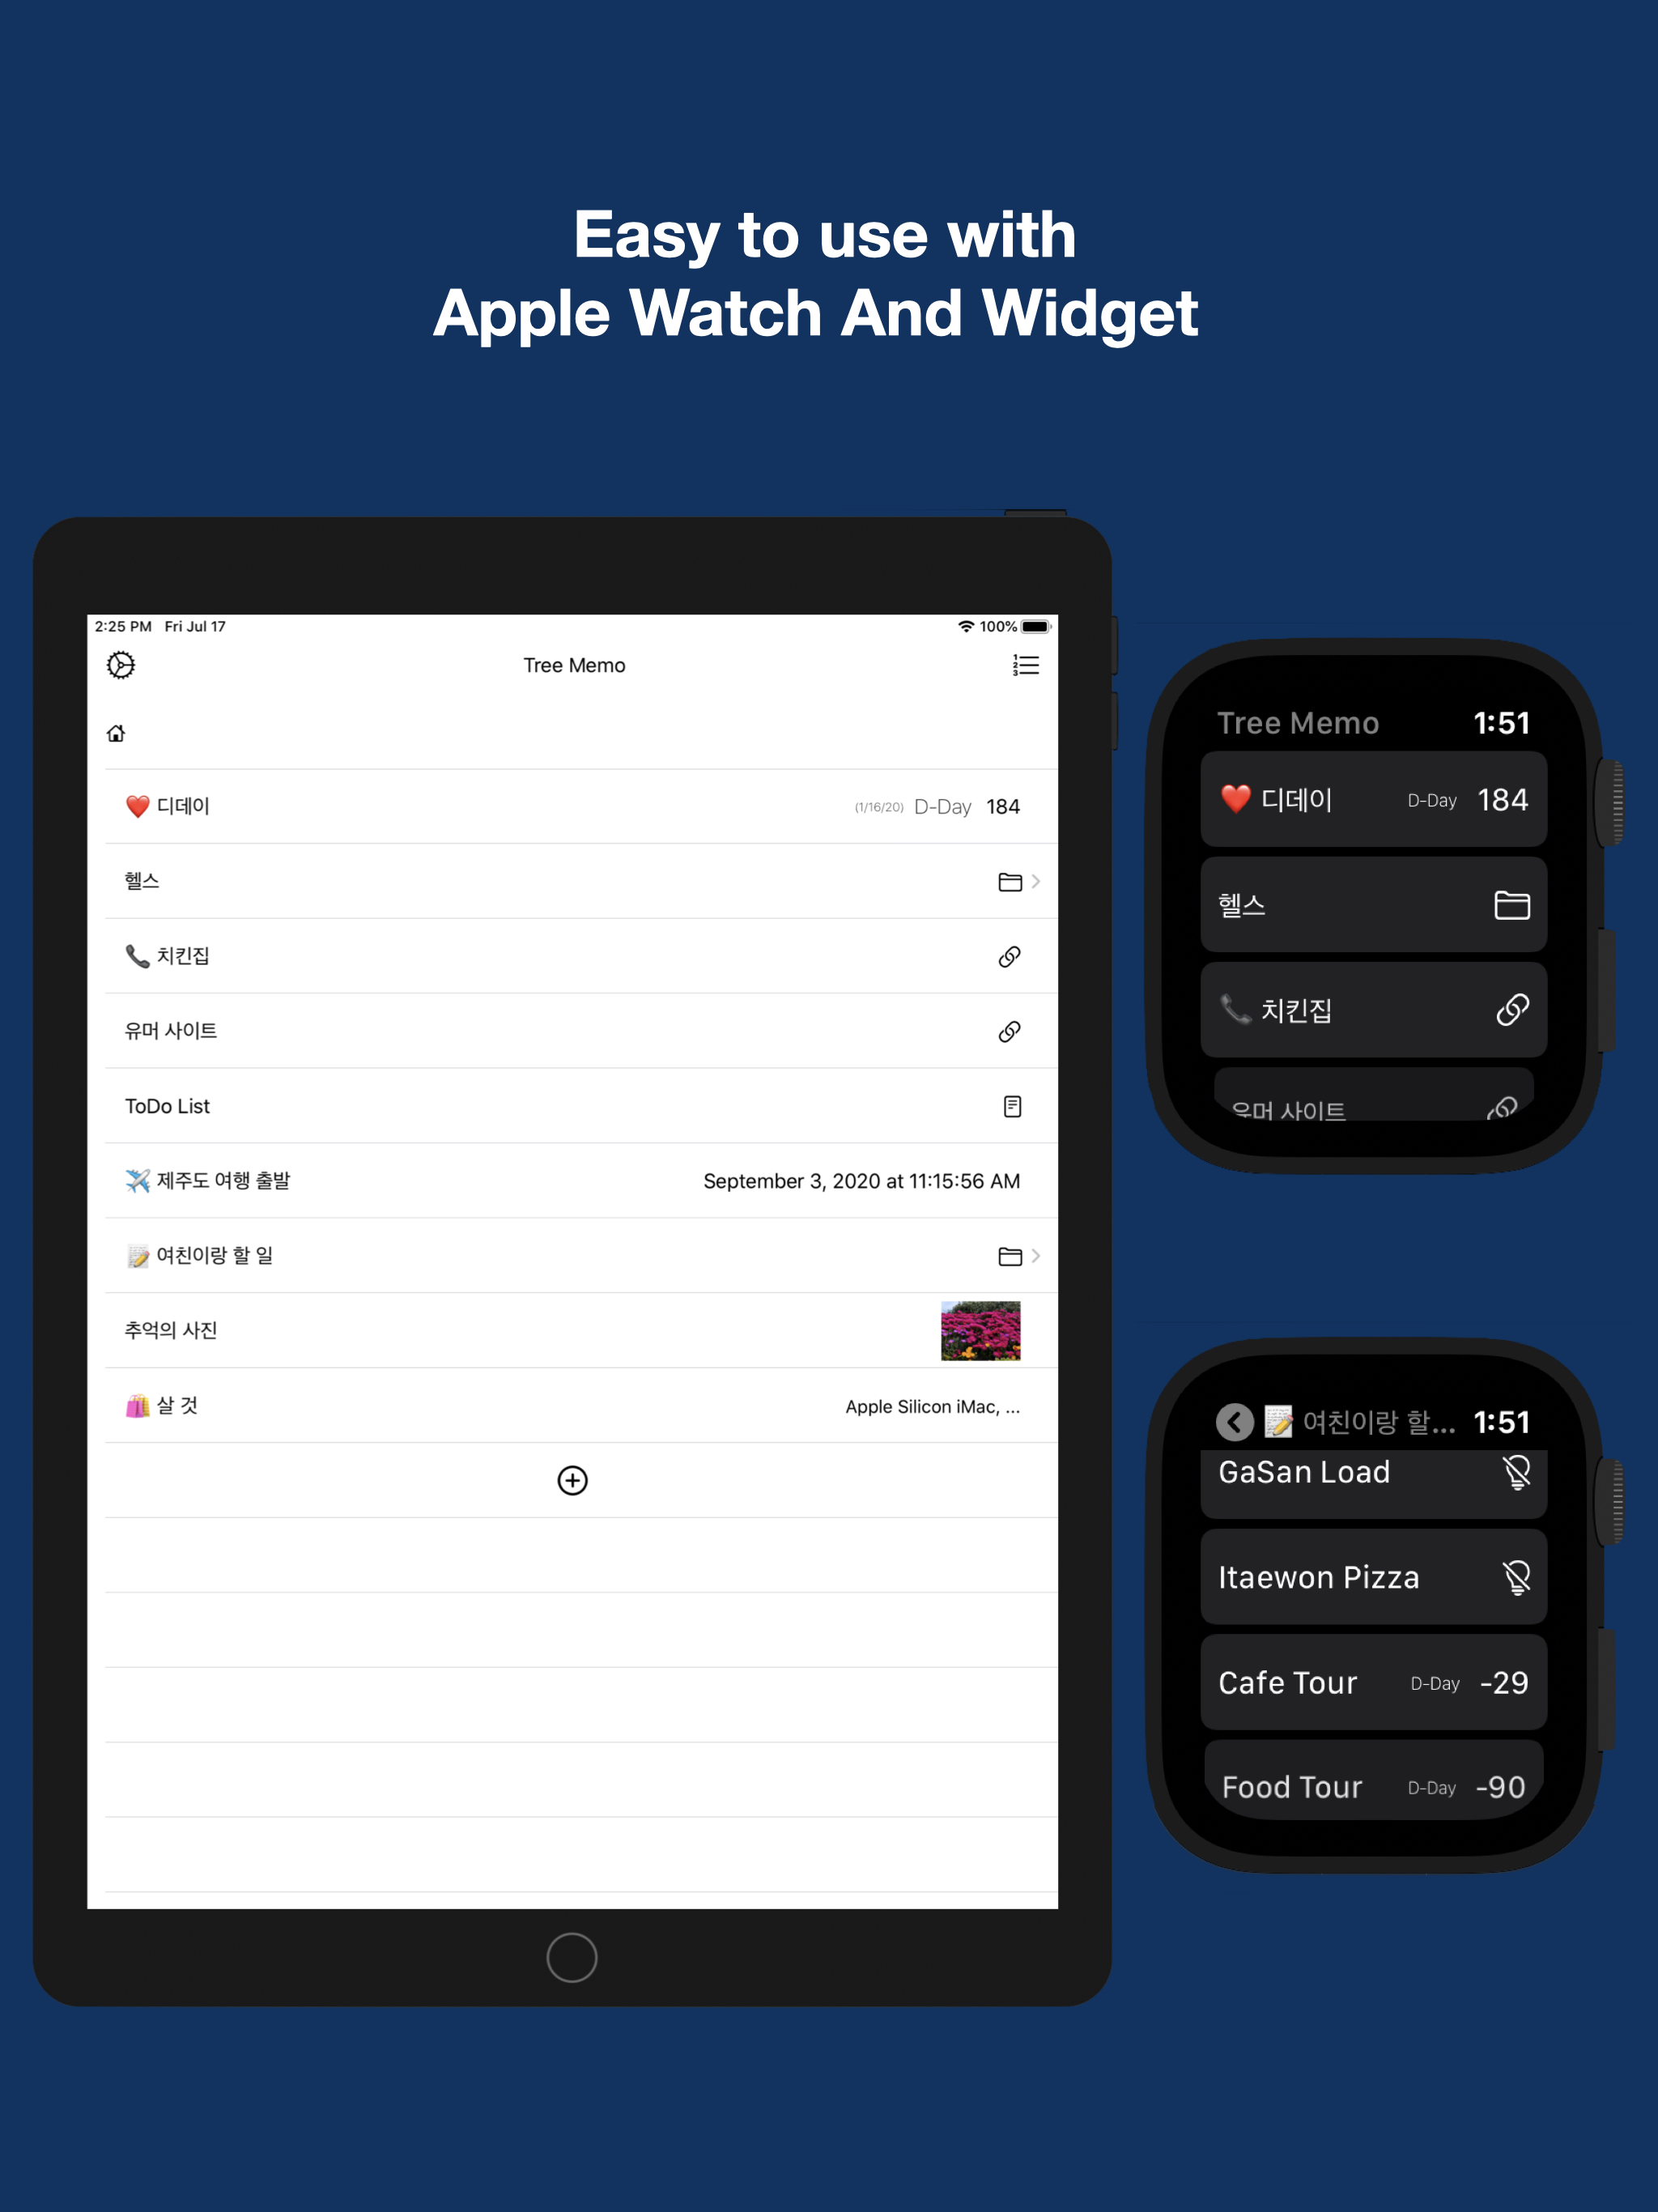 Easy to use with
Apple Watch And Widget
2:25 PM Fri Jul 17 100%
Tree Memo
❤️ 디데이 (1/16/20) D-Day 184
헬스
📞 치킨집
유머 사이트
ToDo List
✈️ 제주도 여행 출발 September 3, 2020 at 11:15:56 AM
📝 여친이랑 할 일
추억의 사진
🛍️ 살 것 Apple Silicon iMac, ...
Tree Memo 1:51
❤️ 디데이 D-Day 184
헬스
📞 치킨집
유머 사이트
📝 여친이랑 할... 1:51
GaSan Load
Itaewon Pizza
Cafe Tour D-Day -29
Food Tour D-Day -90